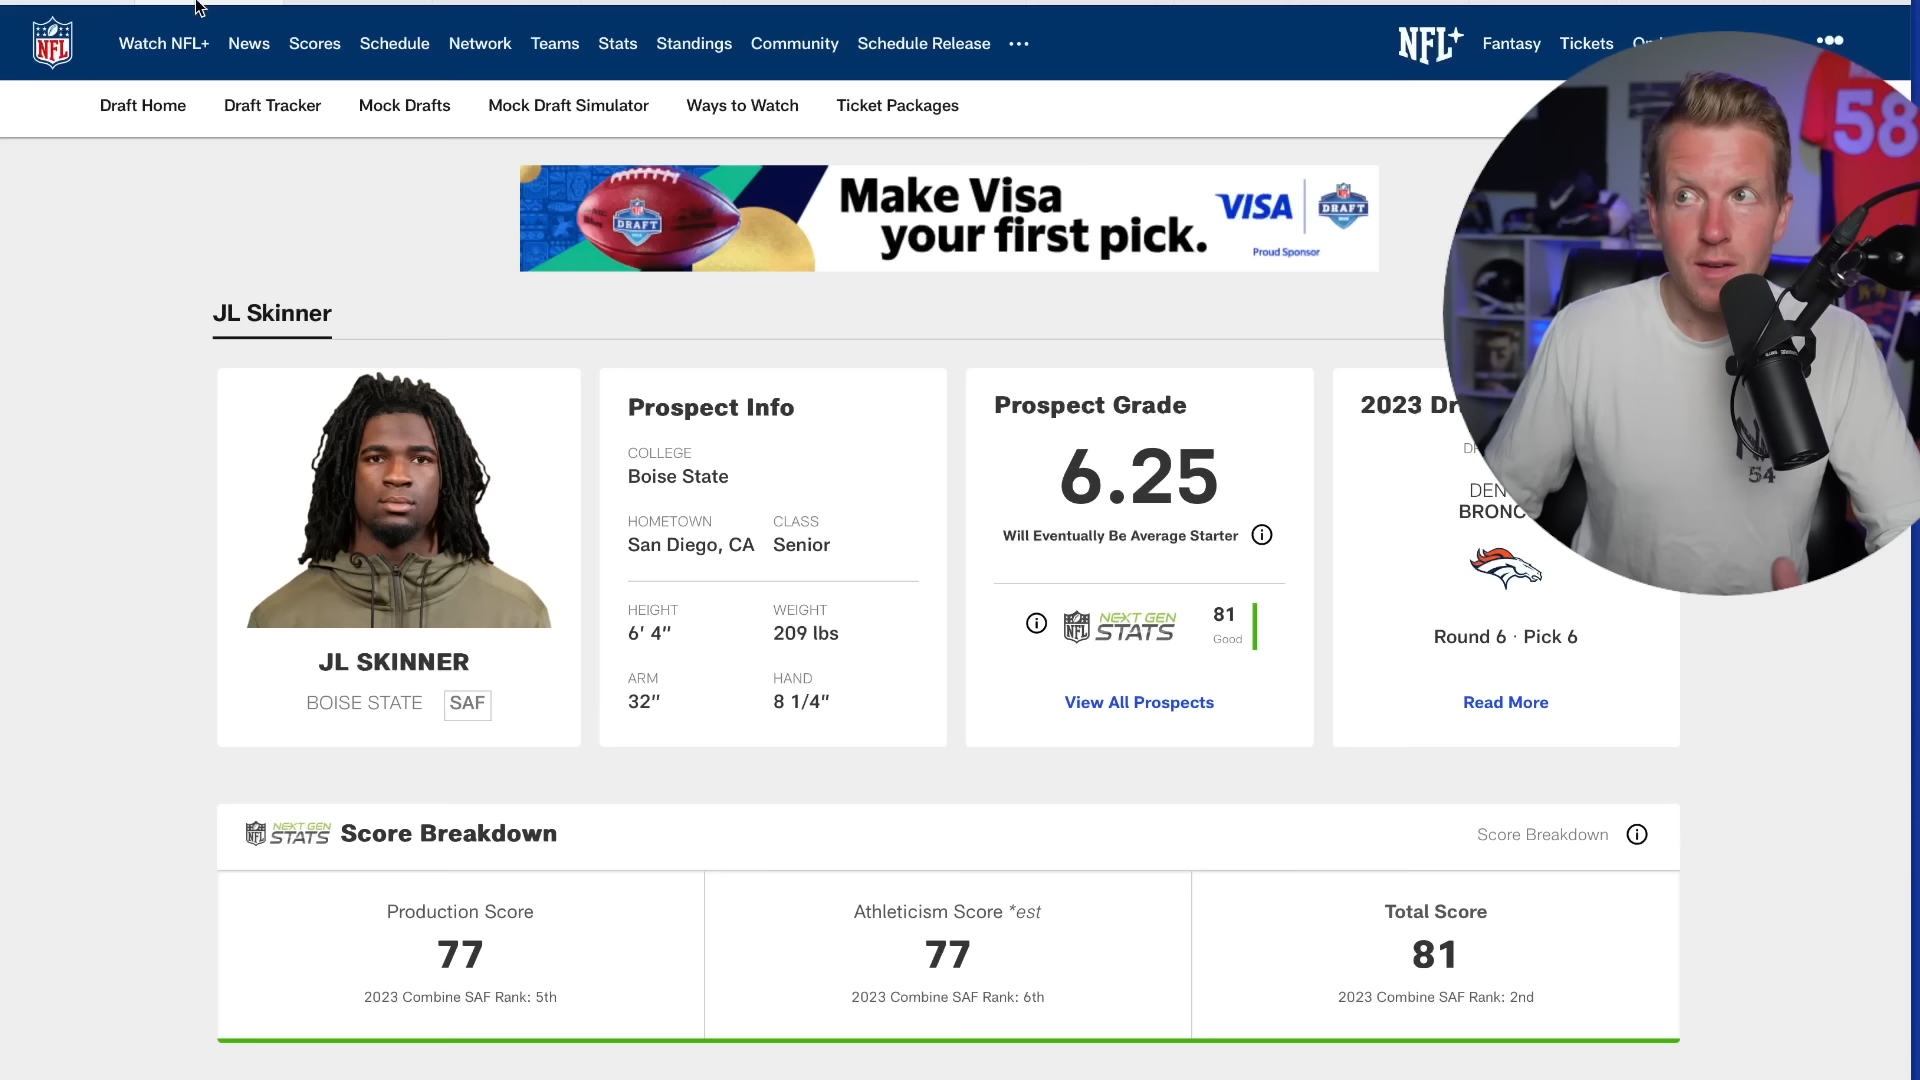 NFL
Watch NFL+ News Scores Schedule Network Teams Stats Standings Community Schedule Release
NFL+ Fantasy Tickets
Draft Home Draft Tracker Mock Drafts Mock Draft Simulator Ways to Watch Ticket Packages
DRAFT
Make Visa
your first pick.
VISA
DRAFT
Proud Sponsor
58
54
JL Skinner
JL SKINNER
BOISE STATE SAF
Prospect Info
COLLEGE
Boise State
HOMETOWN CLASS
San Diego, CA Senior
HEIGHT WEIGHT
6' 4" 209 lbs
ARM HAND
32" 8 1/4"
Prospect Grade
6.25
Will Eventually Be Average Starter
NFL NEXT GEN STATS
81
Good
View All Prospects
2023
Round 6 · Pick 6
Read More
NFL NEXT GEN STATS Score Breakdown
Score Breakdown
Production Score
77
2023 Combine SAF Rank: 5th
Athleticism Score *est
77
2023 Combine SAF Rank: 6th
Total Score
81
2023 Combine SAF Rank: 2nd